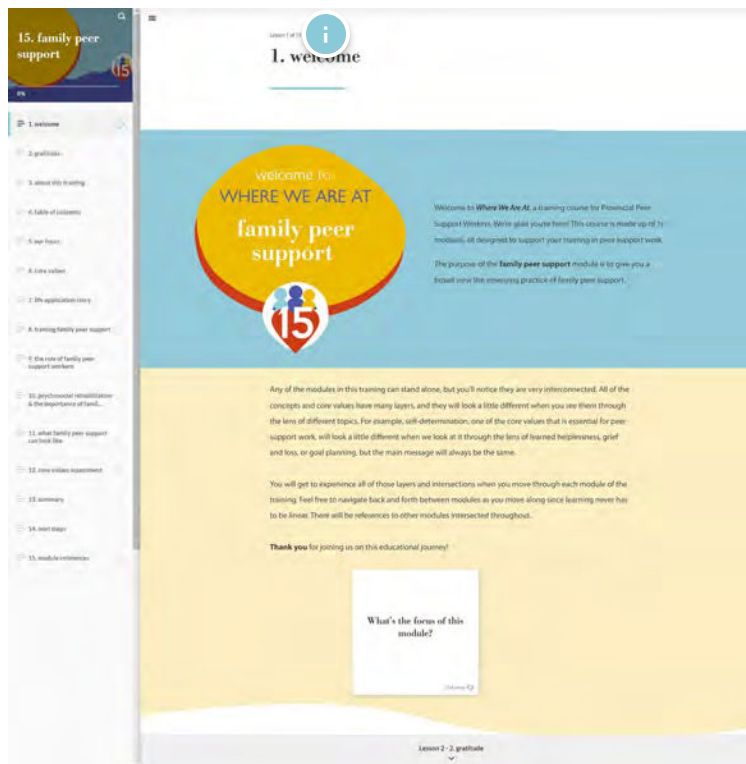 15. family peer
support
15
1. welcome
2. gratitude
3. about this training
4. table of contents
5. our focus
6. core values
7. life application story
8. training family peer support
9. the role of family peer
support workers
10. psychosocial rehabilitation
& the importance of famil...
11. what family peer support
can look like
12. core values assessment
13. summary
14. next steps
15. module references
Lesson 1 of 15
i
1. welcome
welcome to:
WHERE WE ARE AT
family peer
support
15
Welcome to Where We Are At, a training course for Provincial Peer
Support Workers. We're glad you're here! This course is made up of
modules, all designed to support your training in peer support work.
The purpose of the family peer support module is to give you a
broad view this emerging practice of family peer support.
Any of the modules in this training can stand alone, but you'll notice they are very interconnected. All of the
concepts and core values have many layers, and they will look a little different when you see them through
the lens of different topics. For example, self-determination, one of the core values that is essential for peer
support work, will look a little different when we look at it through the lens of learned helplessness, grief
and loss, or goal planning, but the main message will always be the same.
You will get to experience all of those layers and intersections when you move through each module of the
training. Feel free to navigate back and forth between modules as you move along since learning never has
to be linear. There will be references to other modules intersected throughout.
Thank you for joining us on this educational journey!
What's the focus of this
module?
Lesson 2 - 2. gratitude